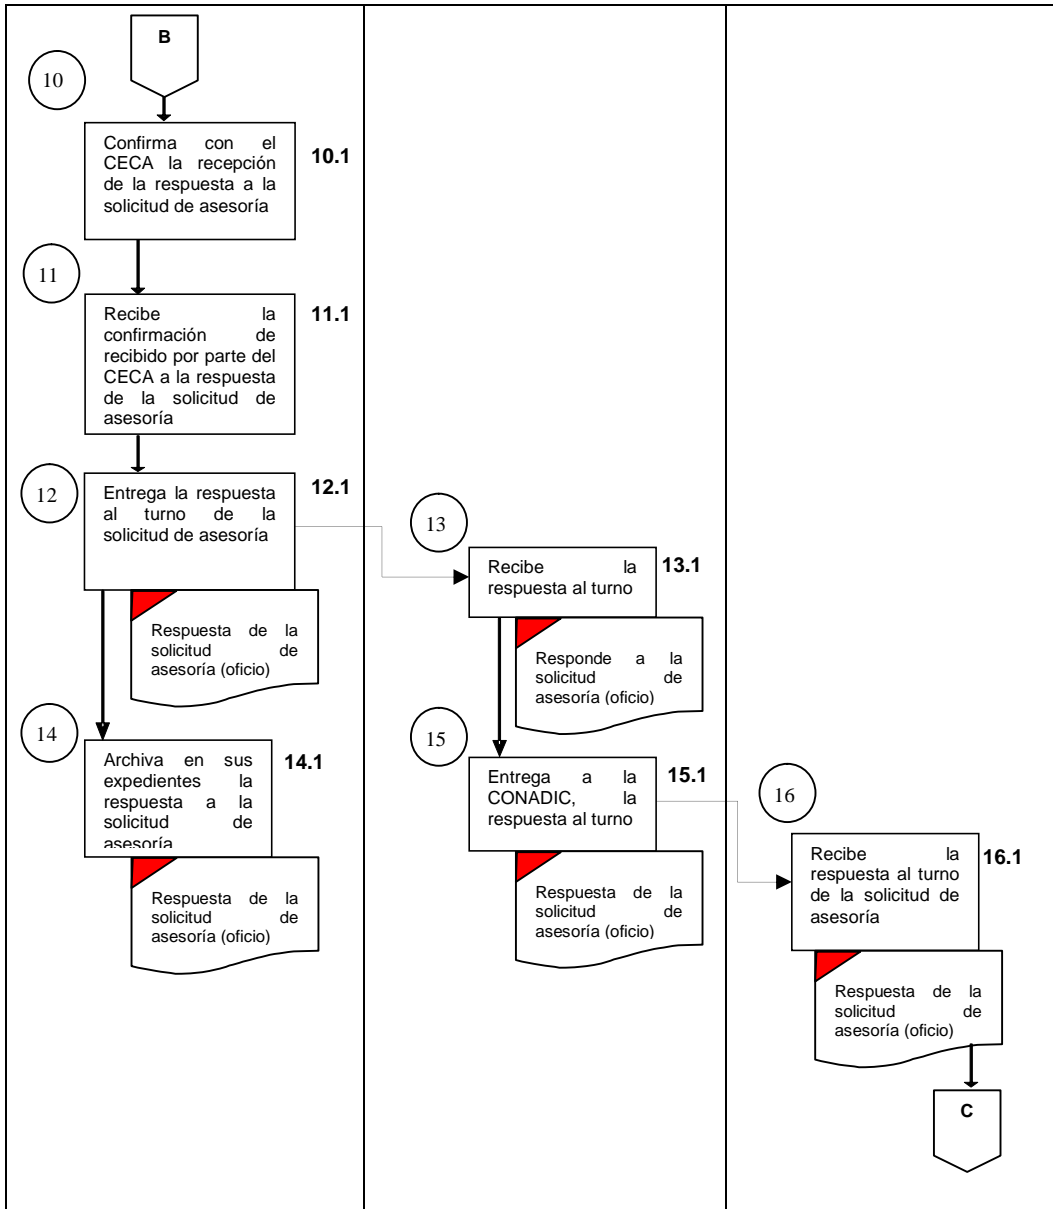 B
10
Confirma con el
CECA la recepción
de la respuesta a la
solicitud de asesoría
10.1
11
Recibe la
confirmación de
recibido por parte del
CECA a la respuesta
de la solicitud de
asesoría
11.1
12
Entrega la respuesta
al turno de la
solicitud de asesoría
12.1
Respuesta de la
solicitud de
asesoría (oficio)
13
Recibe la
respuesta al turno
13.1
Responde a la
solicitud de
asesoría (oficio)
14
Archiva en sus
expedientes la
respuesta a la
solicitud de
asesoría
14.1
Respuesta de la
solicitud de
asesoría (oficio)
15
Entrega a la
CONADIC, la
respuesta al turno
15.1
Respuesta de la
solicitud de
asesoría (oficio)
16
Recibe la
respuesta al turno
de la solicitud de
asesoría
16.1
Respuesta de la
solicitud de
asesoría (oficio)
C